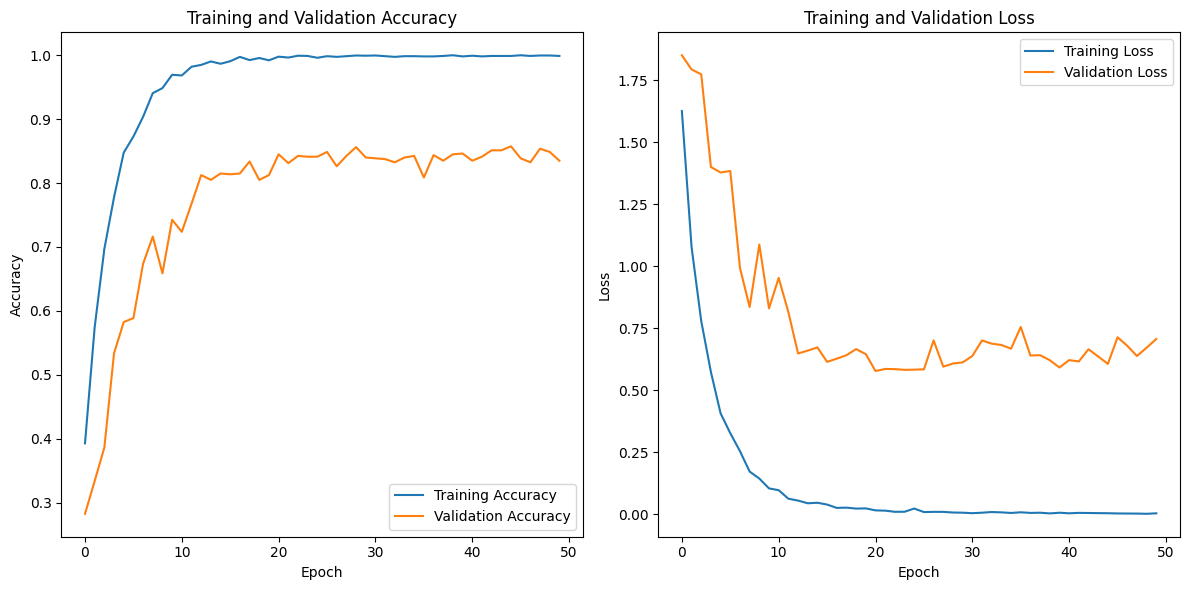 Training and Validation Accuracy
1.0
0.9
0.8
0.7
0.6
0.5
0.4
0.3
Accuracy
0
10
20
30
40
50
Epoch
Training Accuracy
Validation Accuracy
Training and Validation Loss
1.75
1.50
1.25
1.00
0.75
0.50
0.25
0.00
Loss
0
10
20
30
40
50
Epoch
Training Loss
Validation Loss